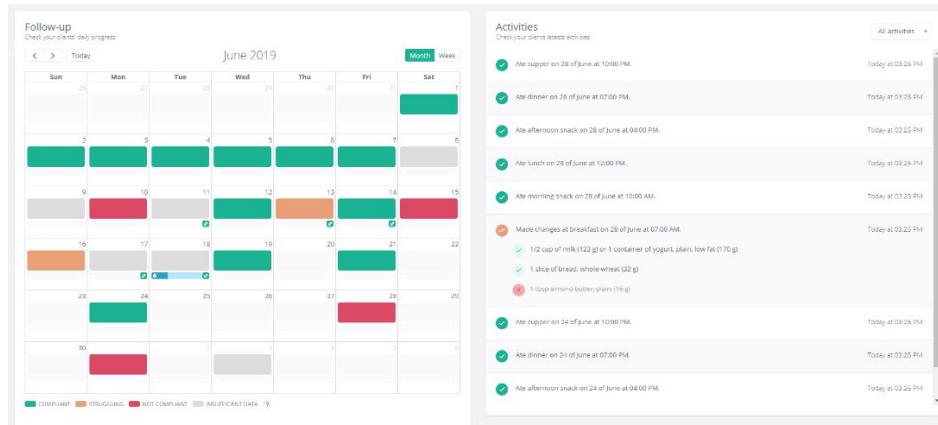 Follow-up
Check your clients' daily progress
Today
June 2019
Month Week
Sun Mon Tue Wed Thu Fri Sat
26 27 28 29 30 31 1
2 3 4 5 6 7 8
9 10 11 12 13 14 15
16 17 18 19 20 21 22
23 24 25 26 27 28 29
30 1 2 3 4 5 6
COMPLIANT STRUGGLING NOT COMPLIANT INSUFFICIENT DATA ?
Activities
Check your clients latests activities
All activities
Ate supper on 28 of June at 10:00 PM. Today at 03:25 PM
Ate dinner on 28 of June at 07:00 PM. Today at 03:25 PM
Ate afternoon snack on 28 of June at 04:00 PM. Today at 03:25 PM
Ate lunch on 28 of June at 12:00 PM. Today at 03:25 PM
Ate morning snack on 28 of June at 10:00 AM. Today at 03:25 PM
Made changes at breakfast on 28 of June at 07:00 AM. Today at 03:25 PM
1/2 cup of milk (123 g) or 1 container of yogurt, plain, low fat (170 g)
1 slice of bread, whole-wheat (32 g)
1 tbsp almond butter, plain (16 g)
Ate supper on 24 of June at 10:00 PM. Today at 03:25 PM
Ate dinner on 24 of June at 07:00 PM. Today at 03:25 PM
Ate afternoon snack on 24 of June at 04:00 PM. Today at 03:25 PM